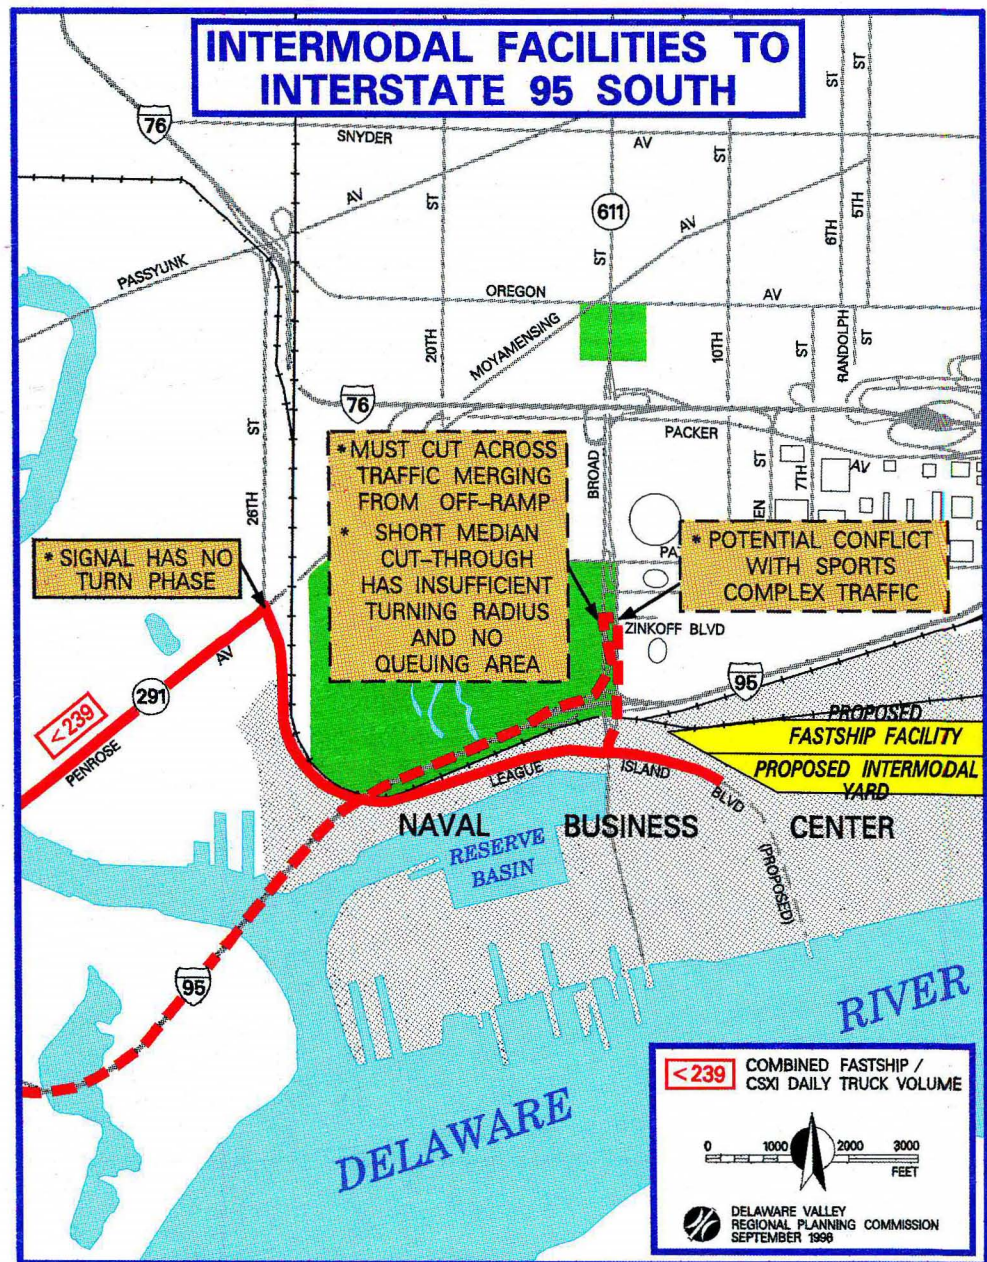 INTERMODAL FACILITIES TO
INTERSTATE 95 SOUTH
76
SNYDER
AV
ST
ST
ST
ST
AV
AV
611
ST
6TH
5TH
PASSYUNK
OREGON
AV
20TH
MOYAMENSING
10TH
ST
RANDOLPH
ST
76
PACKER
AV
ST
26TH
BROAD
ST
7TH
EN
* MUST CUT ACROSS
TRAFFIC MERGING
FROM OFF-RAMP
* SHORT MEDIAN
CUT-THROUGH
HAS INSUFFICIENT
TURNING RADIUS
AND NO
QUEUING AREA
* SIGNAL HAS NO
TURN PHASE
PA
* POTENTIAL CONFLICT
WITH SPORTS
COMPLEX TRAFFIC
ZINKOFF BLVD
AV
291
<239
PENROSE
95
PROPOSED
FASTSHIP FACILITY
PROPOSED INTERMODAL
YARD
LEAGUE
ISLAND
BLVD
(PROPOSED)
NAVAL BUSINESS CENTER
RESERVE
BASIN
95
DELAWARE
RIVER
<239 COMBINED FASTSHIP /
CSXI DAILY TRUCK VOLUME
0 1000 2000 3000
FEET
DELAWARE VALLEY
REGIONAL PLANNING COMMISSION
SEPTEMBER 1998